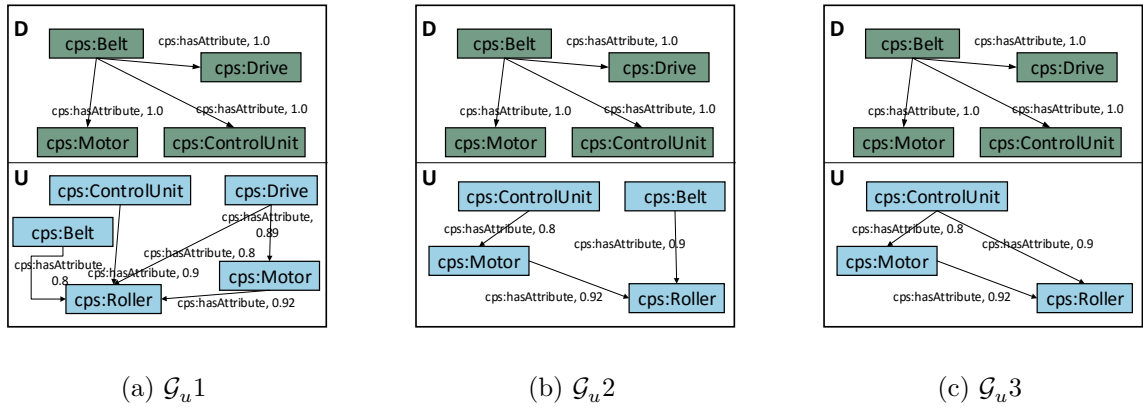 D
cps:Belt
cps:hasAttribute, 1.0
cps:Drive
cps:hasAttribute, 1.0
cps:hasAttribute, 1.0
cps:Motor
cps:ControlUnit
U
cps:ControlUnit
cps:Drive
cps:hasAttribute,
0.89
cps:Belt
cps:hasAttribute, 0.8
cps:hasAttribute,
0.8
cps:hasAttribute, 0.9
cps:Motor
cps:Roller
cps:hasAttribute, 0.92
(a) 𝒢u1
D
cps:Belt
cps:hasAttribute, 1.0
cps:Drive
cps:hasAttribute, 1.0
cps:hasAttribute, 1.0
cps:Motor
cps:ControlUnit
U
cps:ControlUnit
cps:Belt
cps:hasAttribute, 0.8
cps:hasAttribute, 0.9
cps:Motor
cps:hasAttribute, 0.92
cps:Roller
(b) 𝒢u2
D
cps:Belt
cps:hasAttribute, 1.0
cps:Drive
cps:hasAttribute, 1.0
cps:hasAttribute, 1.0
cps:Motor
cps:ControlUnit
U
cps:ControlUnit
cps:hasAttribute, 0.8
cps:hasAttribute, 0.9
cps:Motor
cps:hasAttribute, 0.92
cps:Roller
(c) 𝒢u3